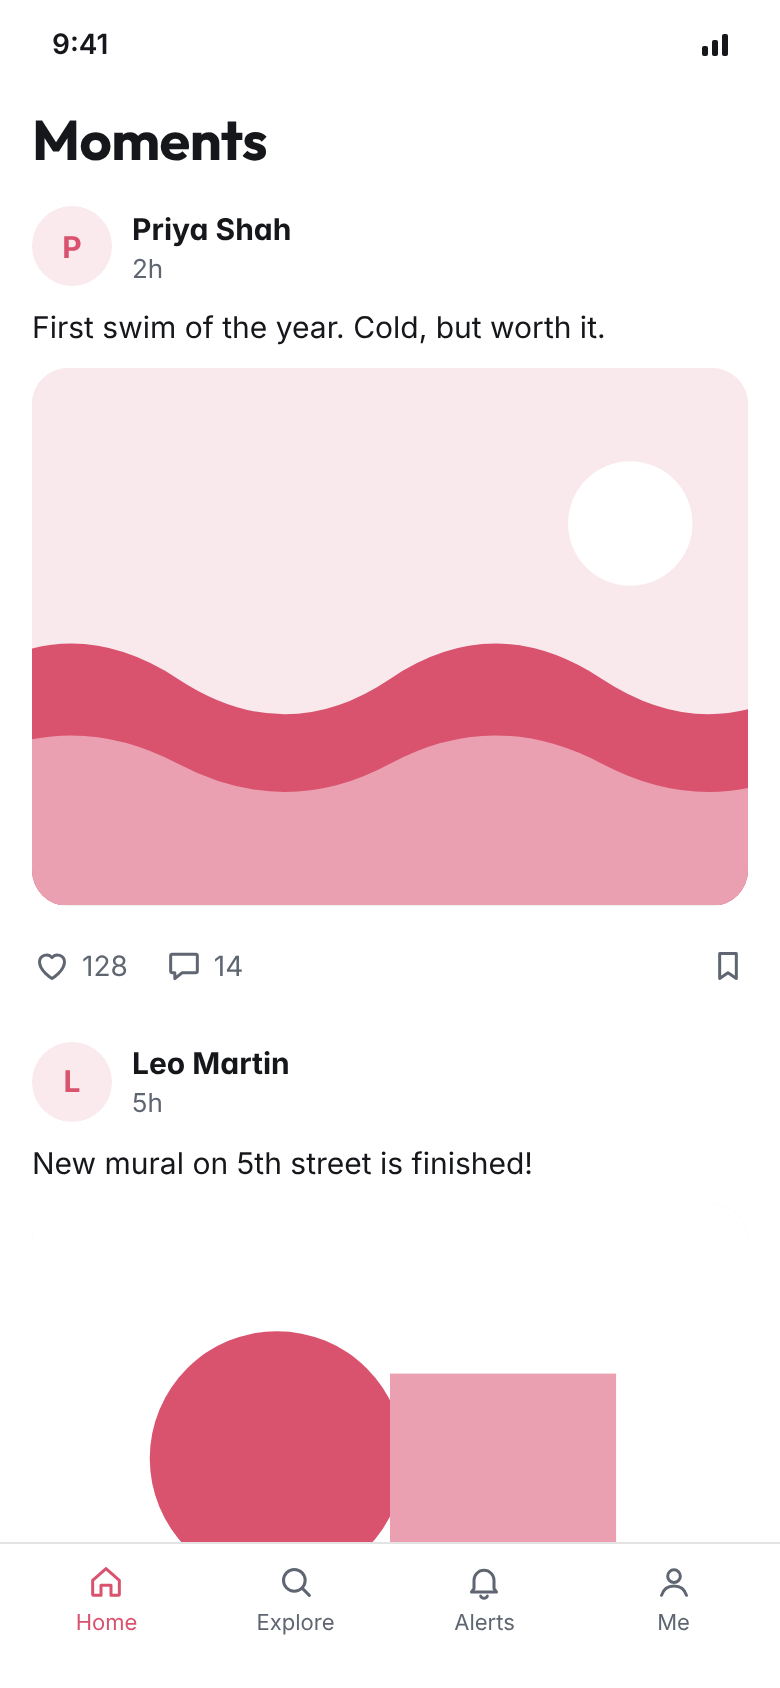 9:41
Moments
P
Priya Shah
2h
First swim of the year. Cold, but worth it.
128
14
L
Leo Martin
5h
New mural on 5th street is finished!
Home
Explore
Alerts
Me